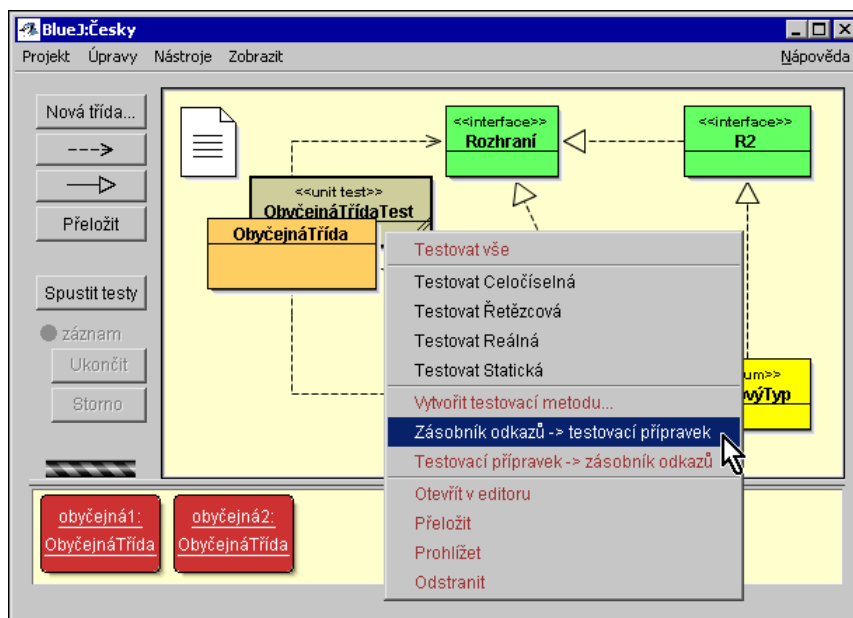 BlueJ:Česky
Projekt Úpravy Nástroje Zobrazit Nápověda
Nová třída...
Přeložit
Spustit testy
záznam
Ukončit
Storno
<<interface>>
Rozhraní
<<interface>>
R2
<<unit test>>
ObyčejnáTřídaTest
ObyčejnáTřída
Testovat vše
Testovat Celočíselná
Testovat Řetězcová
Testovat Reálná
Testovat Statická
Vytvořit testovací metodu...
Zásobník odkazů -> testovací přípravek
Testovací přípravek -> zásobník odkazů
Otevřít v editoru
Přeložit
Prohlížet
Odstranit
um>>
výTyp
obyčejná1:
ObyčejnáTřída
obyčejná2:
ObyčejnáTřída